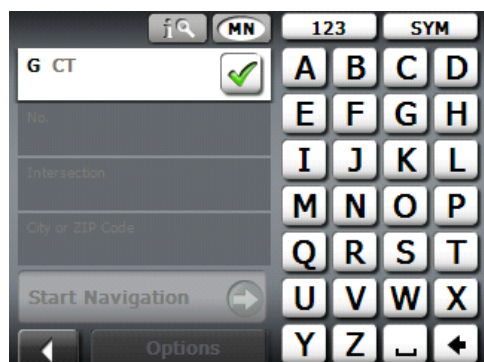 MN
123 SYM
G CT
A B C D
No.
E F G H
Intersection
I J K L
City or ZIP Code
M N O P
Q R S T
Start Navigation
U V W X
Options
Y Z